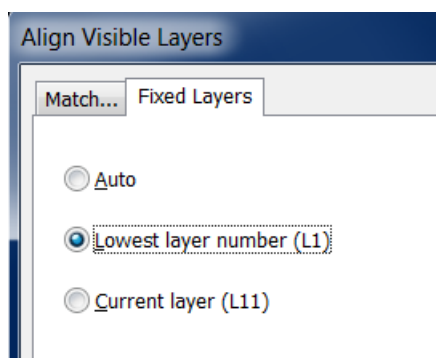 Align Visible Layers
Match... Fixed Layers
Auto
Lowest layer number (L1)
Current layer (L11)